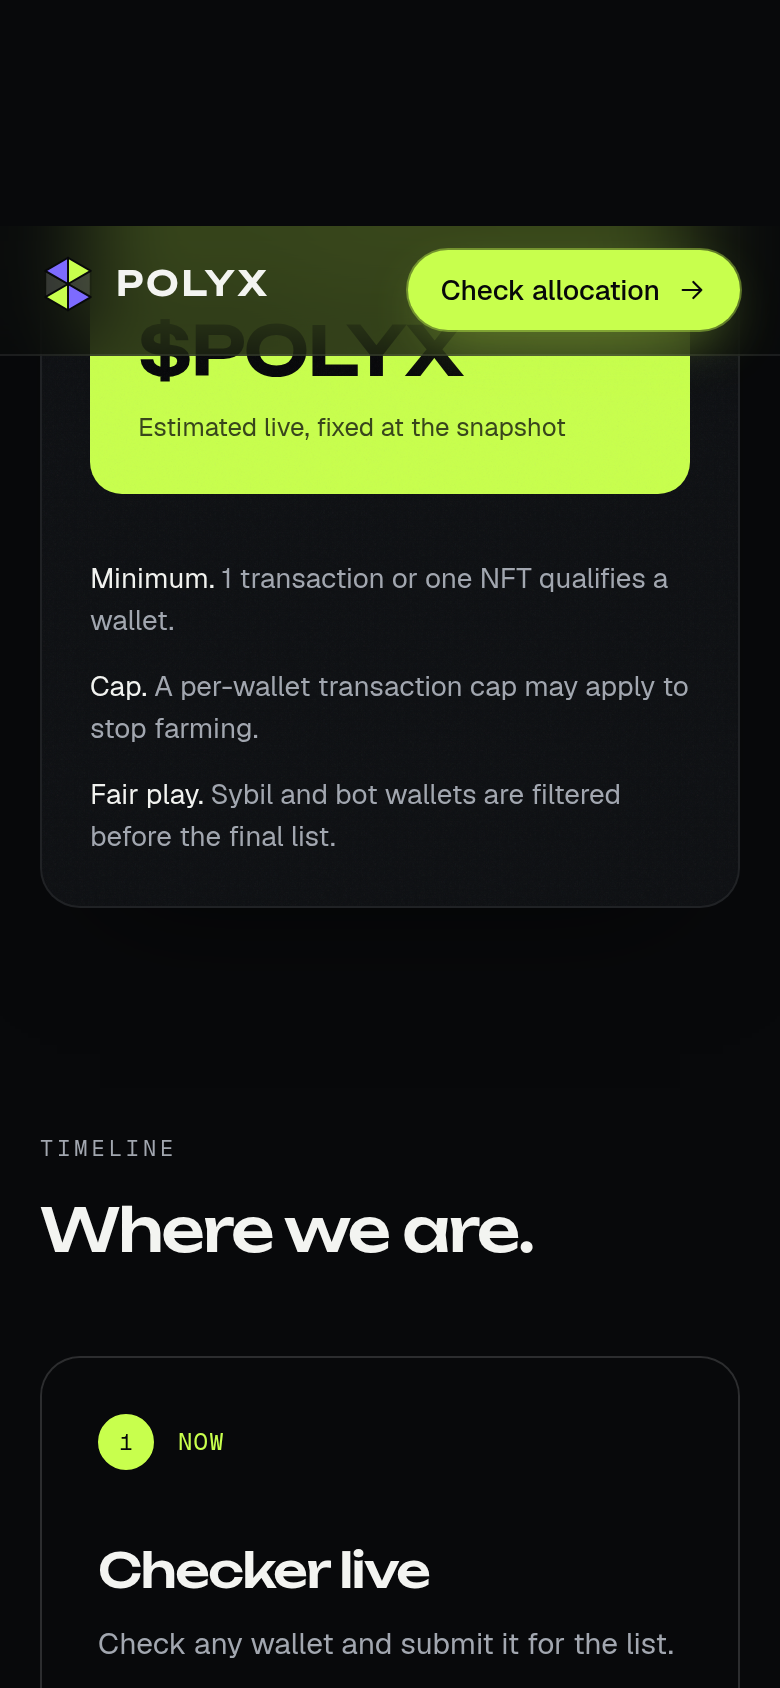 POLYX
Check allocation →
$POLYX
Estimated live, fixed at the snapshot
Minimum. 1 transaction or one NFT qualifies a
wallet.
Cap. A per-wallet transaction cap may apply to
stop farming.
Fair play. Sybil and bot wallets are filtered
before the final list.
TIMELINE
Where we are.
1 NOW
Checker live
Check any wallet and submit it for the list.